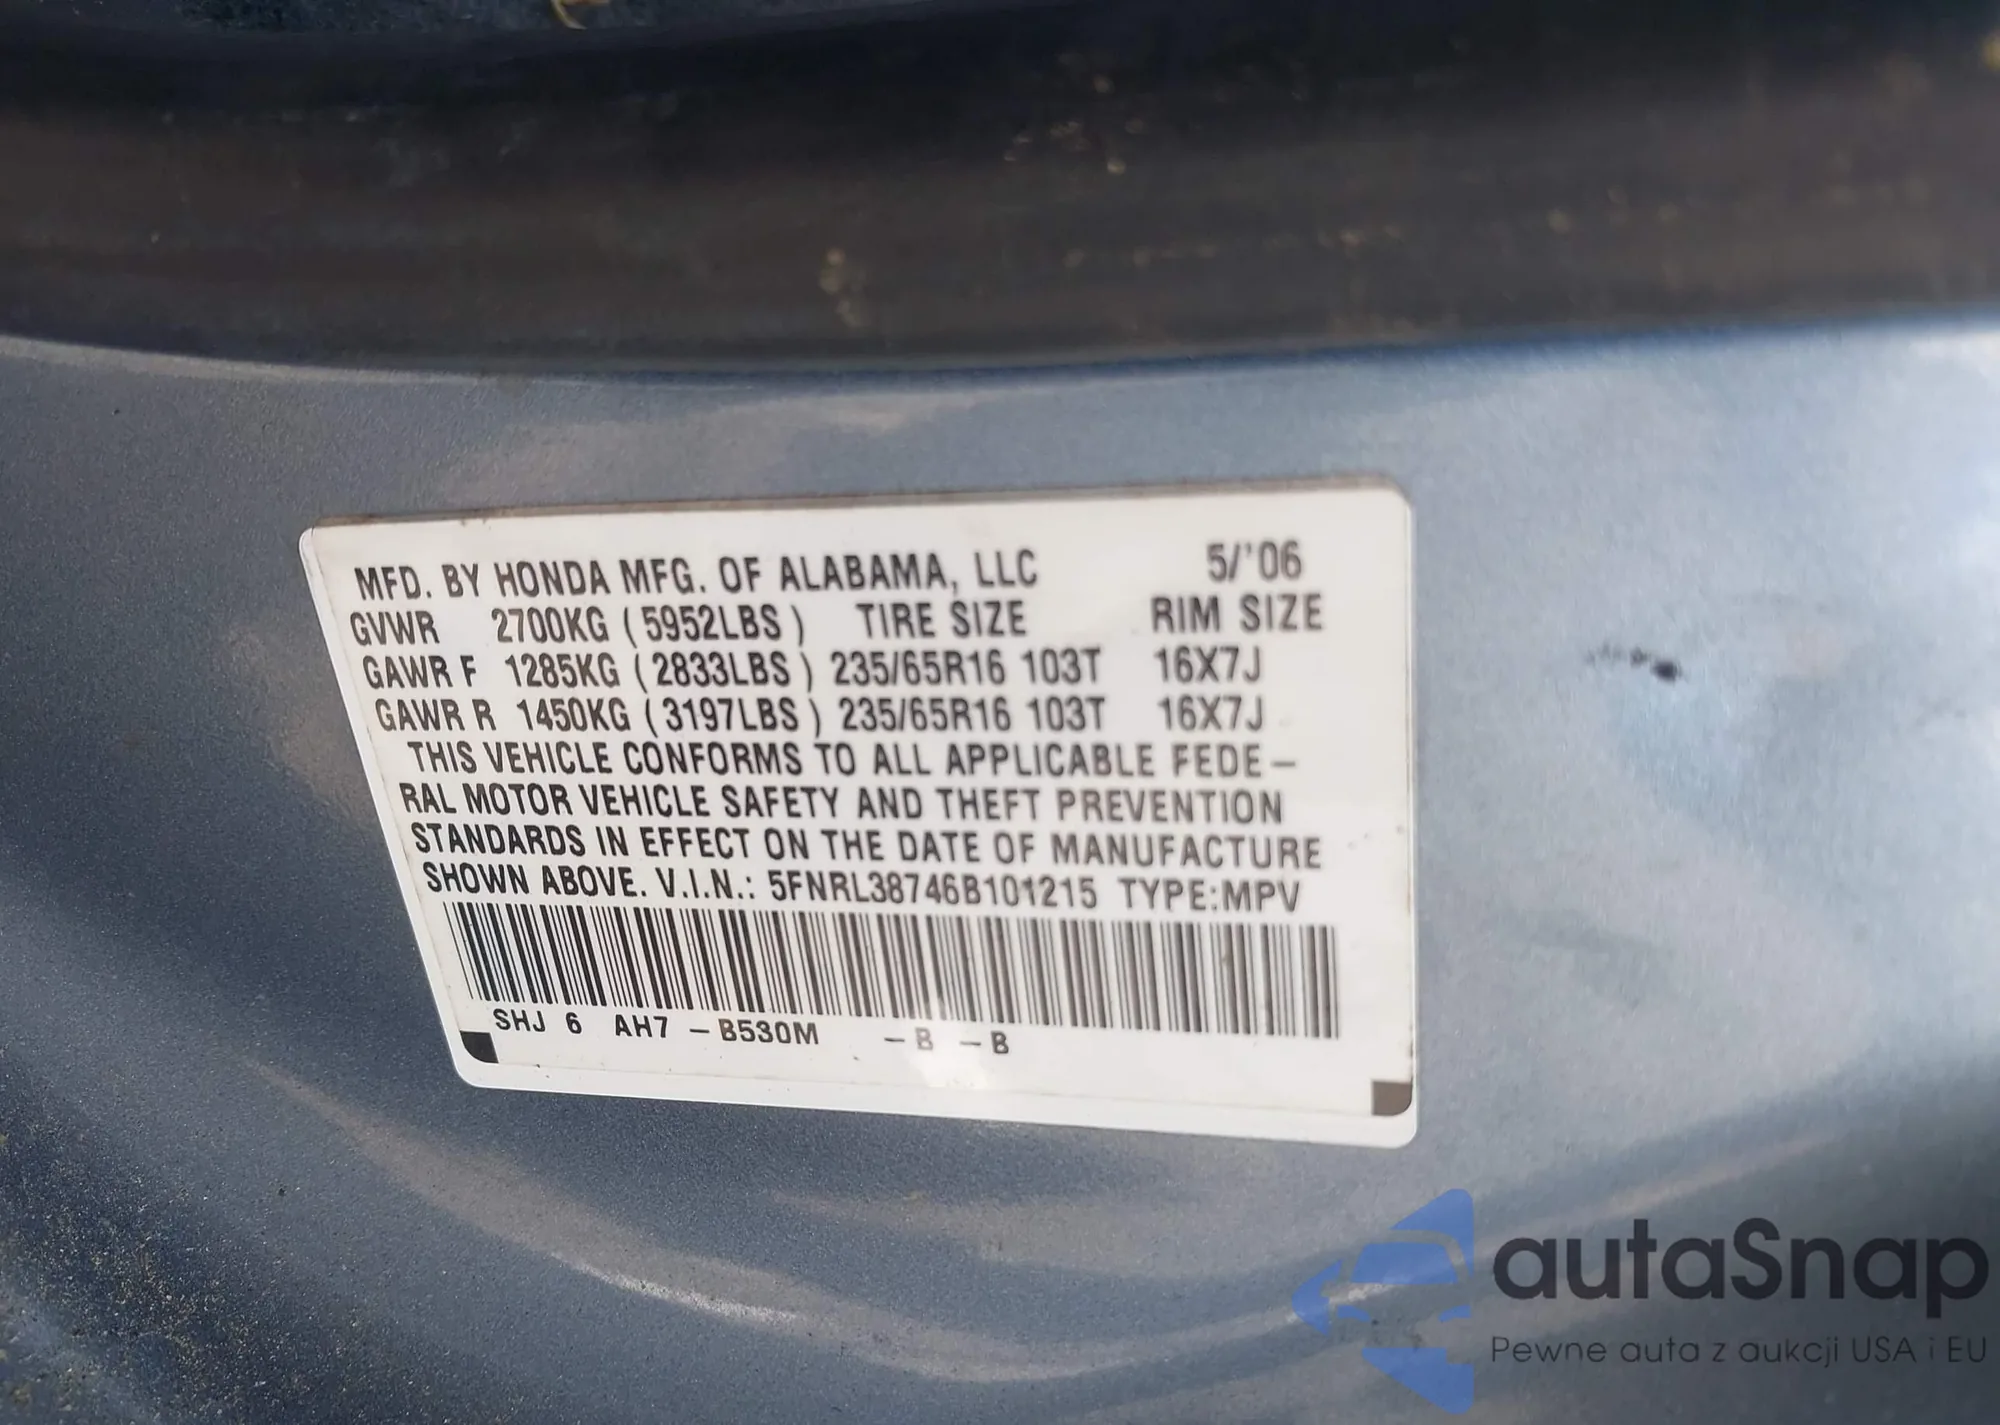 MFD. BY HONDA MFG. OF ALABAMA, LLC 5/'06
GVWR 2700KG (5952LBS) TIRE SIZE RIM SIZE
GAWR F 1285KG (2833LBS) 235/65R16 103T 16X7J
GAWR R 1450KG (3197LBS) 235/65R16 103T 16X7J
THIS VEHICLE CONFORMS TO ALL APPLICABLE FEDE-
RAL MOTOR VEHICLE SAFETY AND THEFT PREVENTION
STANDARDS IN EFFECT ON THE DATE OF MANUFACTURE
SHOWN ABOVE. V.I.N.: 5FNRL38746B101215 TYPE:MPV
SHJ 6 AH7 -B530M -B -B
autaSnap
Pewne auta z aukcji USA i EU